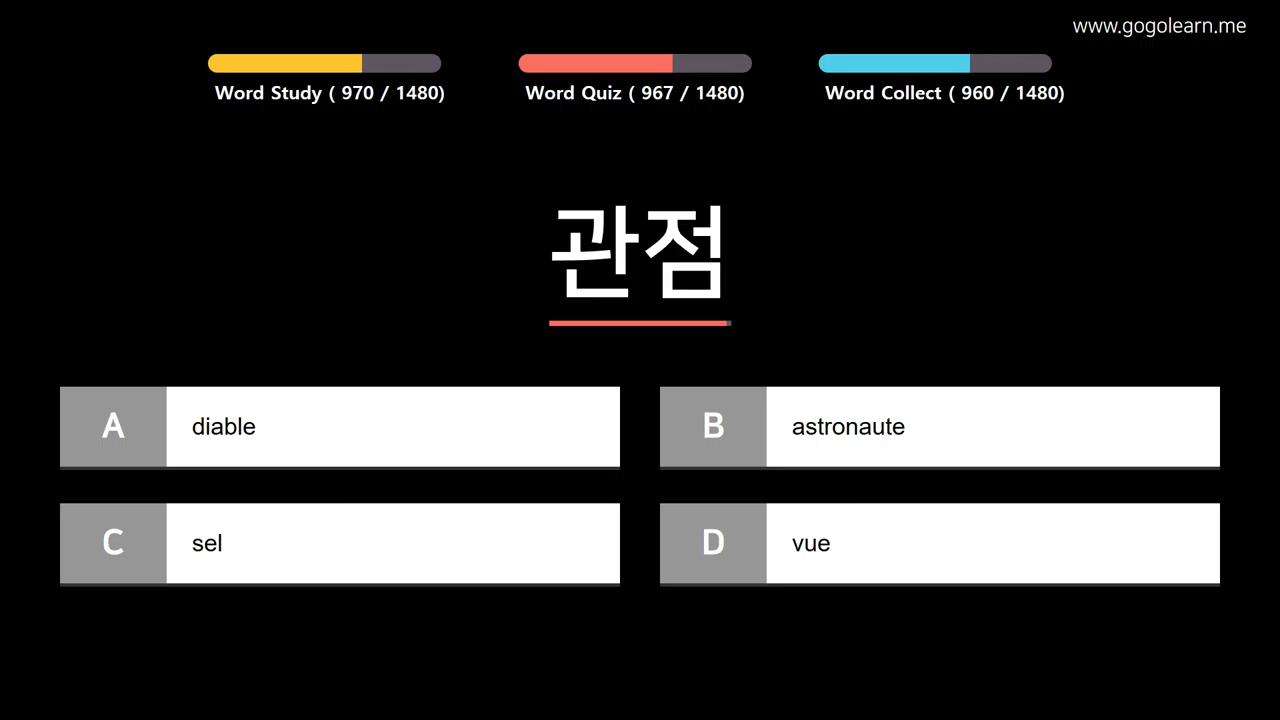 www.gogolearn.me
Word Study ( 970 / 1480)
Word Quiz ( 967 / 1480)
Word Collect ( 960 / 1480)
관점
A diable
B astronaute
C sel
D vue